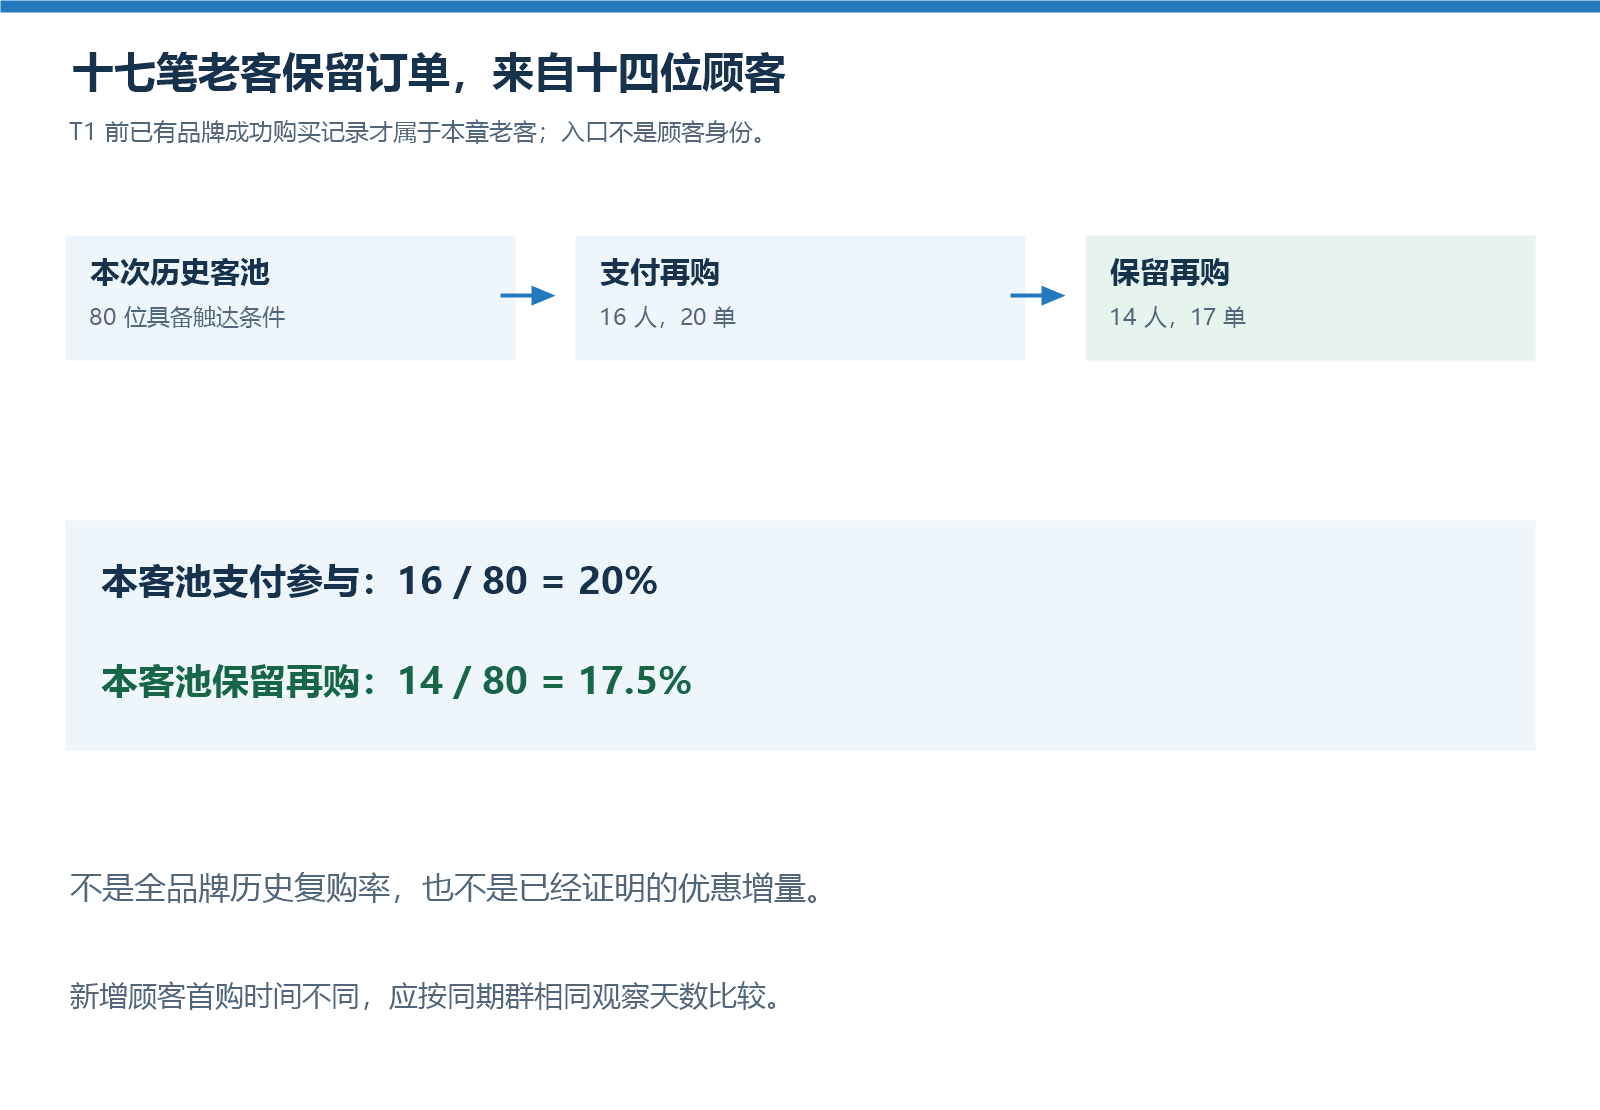 十七笔老客保留订单，来自十四位顾客
T1 前已有品牌成功购买记录才属于本章老客；入口不是顾客身份。
本次历史客池
80 位具备触达条件
支付再购
16 人，20 单
保留再购
14 人，17 单
本客池支付参与：16 / 80 = 20%
本客池保留再购：14 / 80 = 17.5%
不是全品牌历史复购率，也不是已经证明的优惠增量。
新增顾客首购时间不同，应按同期群相同观察天数比较。